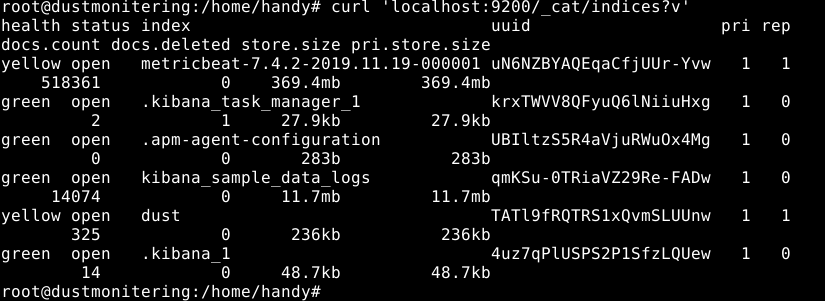 root@dustmonitering:/home/handy# curl 'localhost:9200/_cat/indices?v'
health status index                            uuid                   pri rep
docs.count docs.deleted store.size pri.store.size
yellow open   metricbeat-7.4.2-2019.11.19-000001 uN6NZBYAQEqaCfjUUr-Yvw   1   1
518361            0    369.4mb        369.4mb
green  open   .kibana_task_manager_1             krxTWVV8QFyuQ6lNiiuHxg   1   0
2            1     27.9kb         27.9kb
green  open   .apm-agent-configuration           UBIltzS5R4aVjuRWuOx4Mg   1   0
0            0       283b           283b
green  open   kibana_sample_data_logs            qmKSu-0TRiaVZ29Re-FADw   1   0
14074            0     11.7mb         11.7mb
yellow open   dust                               TATl9fRQTRS1xQvmSLUUnw   1   1
325            0      236kb          236kb
green  open   .kibana_1                          4uz7qPlUSPS2P1SfzLQUew   1   0
14            0     48.7kb         48.7kb
root@dustmonitering:/home/handy#